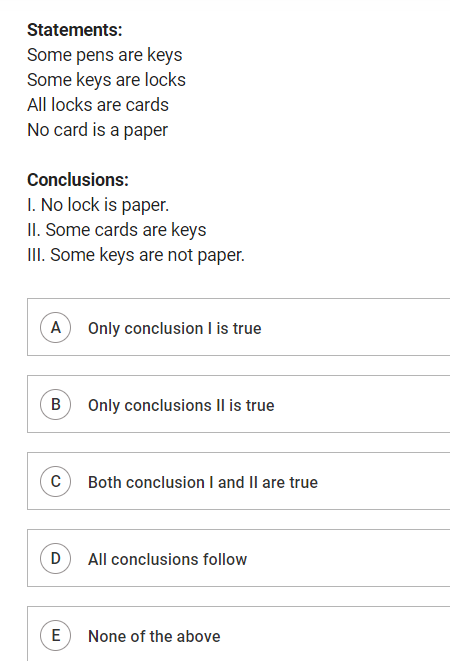 Statements:
Some pens are keys
Some keys are locks
All locks are cards
No card is a paper
Conclusions:
I. No lock is paper.
II. Some cards are keys
III. Some keys are not paper.
A Only conclusion I is true
B Only conclusions II is true
C Both conclusion I and II are true
D All conclusions follow
E None of the above